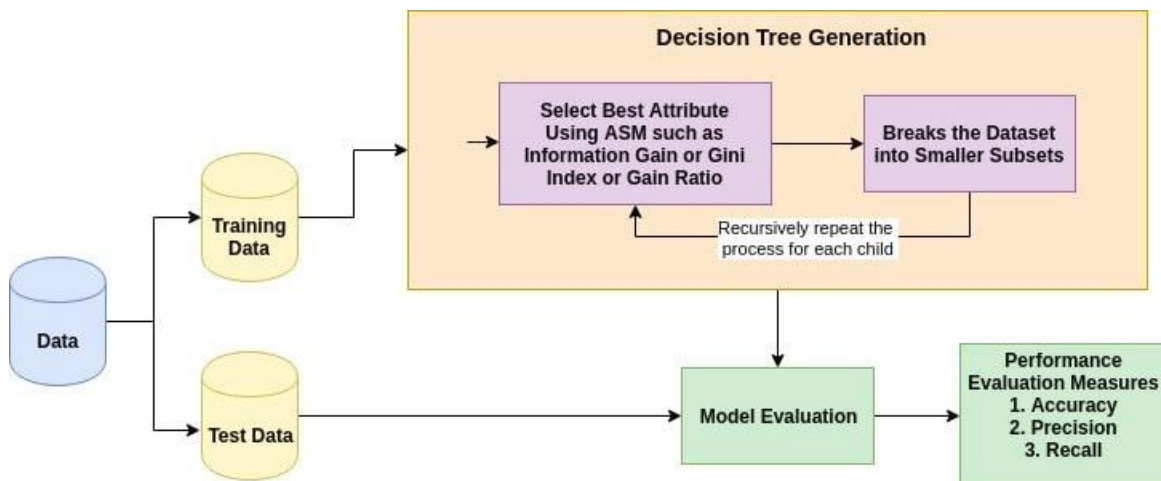 Decision Tree Generation
Select Best Attribute
Using ASM such as
Information Gain or Gini
Index or Gain Ratio
Breaks the Dataset
into Smaller Subsets
Recursively repeat the
process for each child
Training
Data
Data
Test Data
Model Evaluation
Performance
Evaluation Measures
1. Accuracy
2. Precision
3. Recall